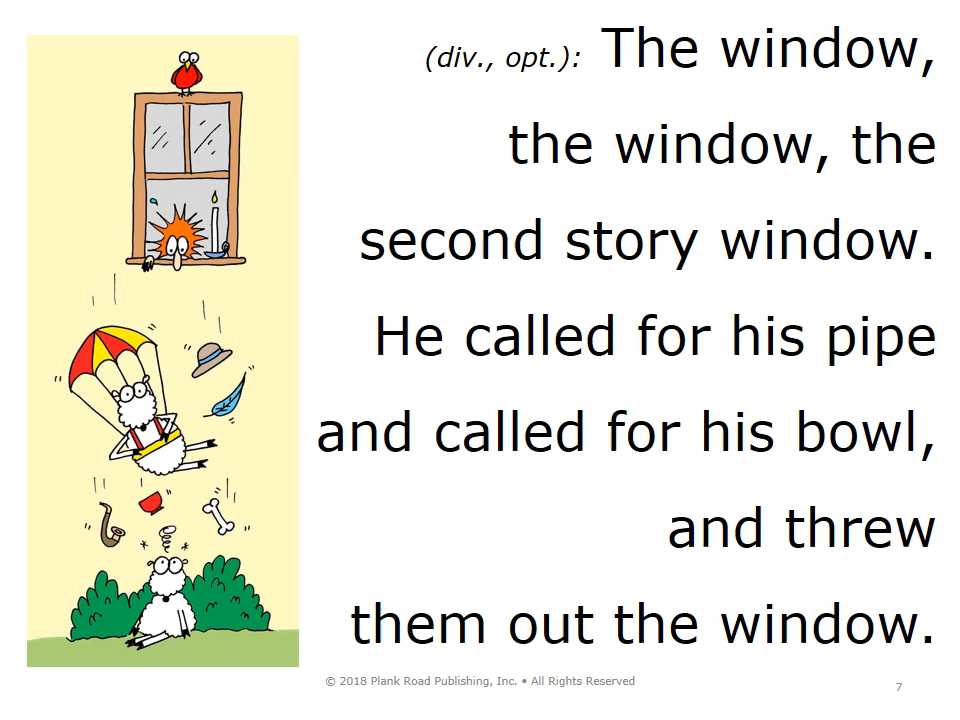 (div., opt.): The window,
the window, the
second story window.
He called for his pipe
and called for his bowl,
and threw
them out the window.
© 2018 Plank Road Publishing, Inc. • All Rights Reserved
7